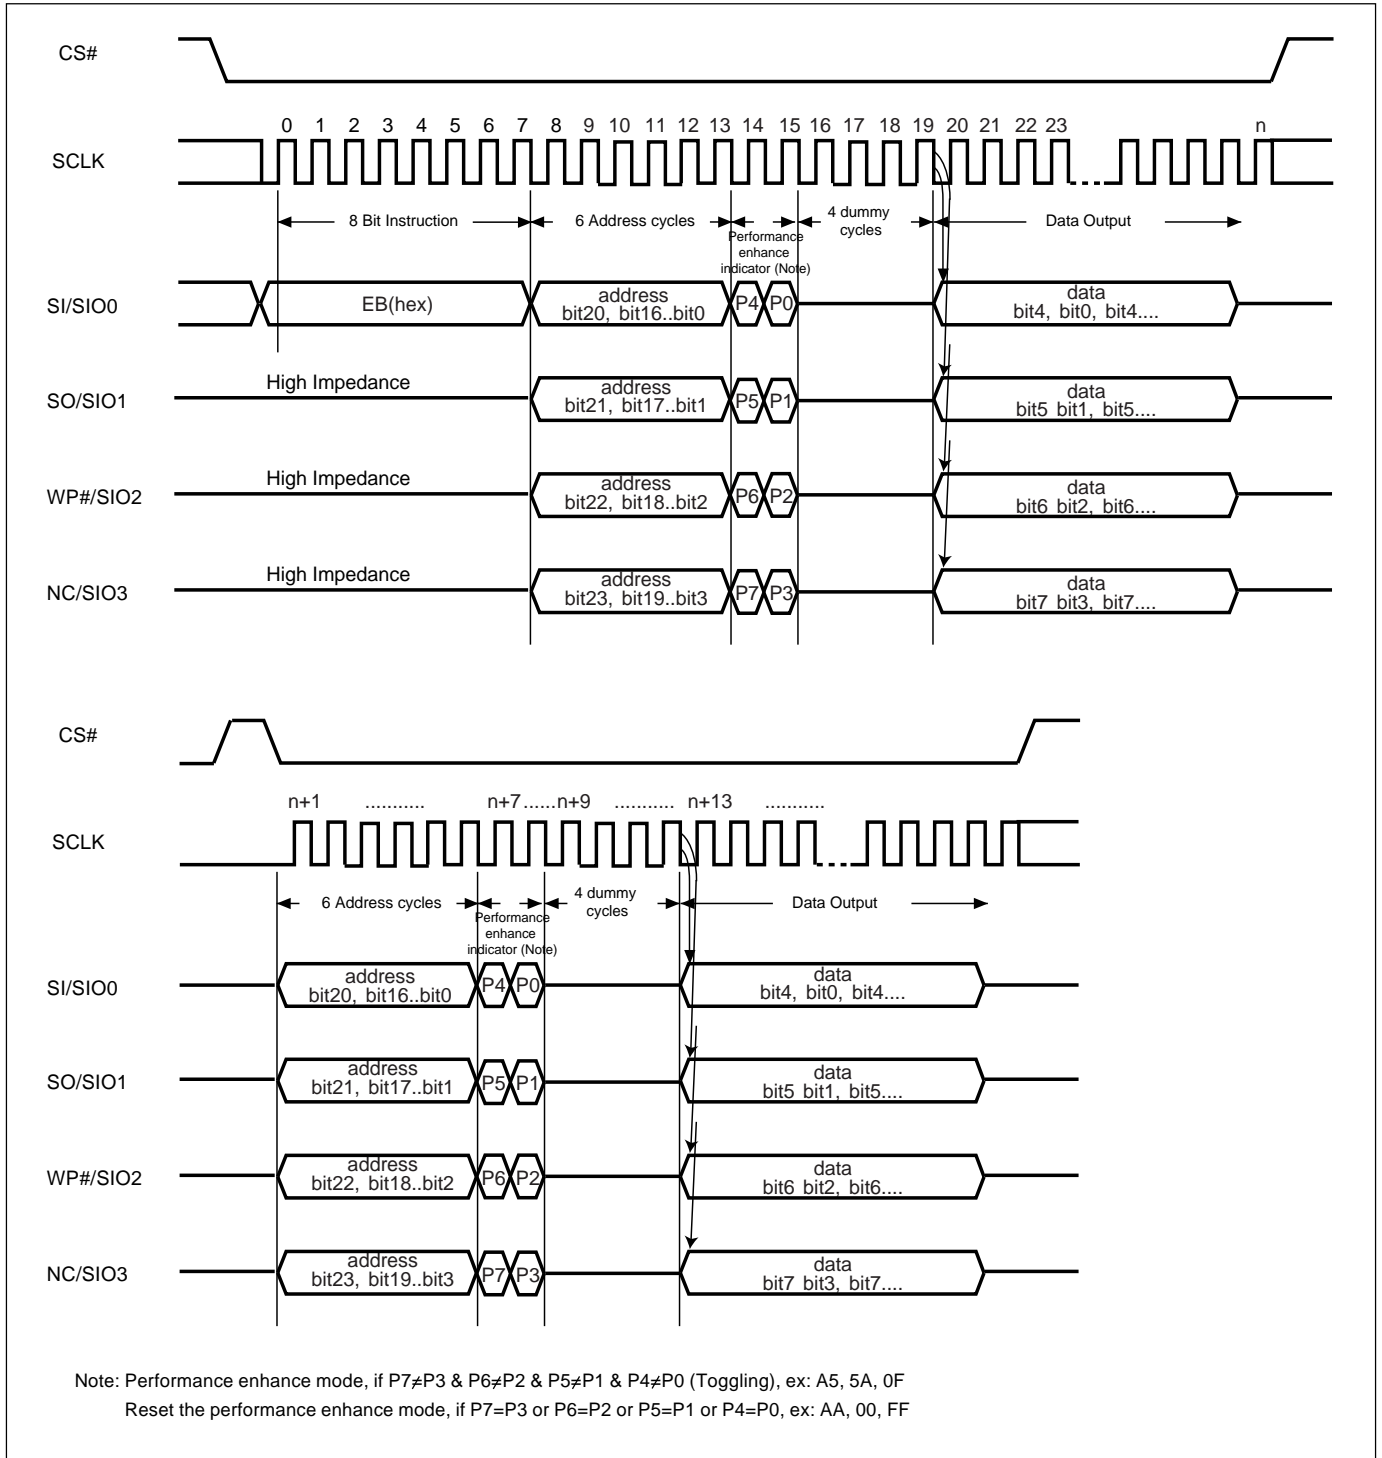 CS#
0 1 2 3 4 5 6 7 8 9 10 11 12 13 14 15 16 17 18 19 20 21 22 23 n
SCLK
8 Bit Instruction
6 Address cycles
Performance
enhance
indicator (Note)
4 dummy
cycles
Data Output
SI/SIO0
EB(hex)
address
bit20, bit16..bit0
P4 P0
data
bit4, bit0, bit4....
SO/SIO1
High Impedance
address
bit21, bit17..bit1
P5 P1
data
bit5 bit1, bit5....
WP#/SIO2
High Impedance
address
bit22, bit18..bit2
P6 P2
data
bit6 bit2, bit6....
NC/SIO3
High Impedance
address
bit23, bit19..bit3
P7 P3
data
bit7 bit3, bit7....
CS#
n+1 ........... n+7......n+9 ........... n+13 ...........
SCLK
6 Address cycles
Performance
enhance
indicator (Note)
4 dummy
cycles
Data Output
SI/SIO0
address
bit20, bit16..bit0
P4 P0
data
bit4, bit0, bit4....
SO/SIO1
address
bit21, bit17..bit1
P5 P1
data
bit5 bit1, bit5....
WP#/SIO2
address
bit22, bit18..bit2
P6 P2
data
bit6 bit2, bit6....
NC/SIO3
address
bit23, bit19..bit3
P7 P3
data
bit7 bit3, bit7....
Note: Performance enhance mode, if P7≠P3 & P6≠P2 & P5≠P1 & P4≠P0 (Toggling), ex: A5, 5A, 0F
Reset the performance enhance mode, if P7=P3 or P6=P2 or P5=P1 or P4=P0, ex: AA, 00, FF